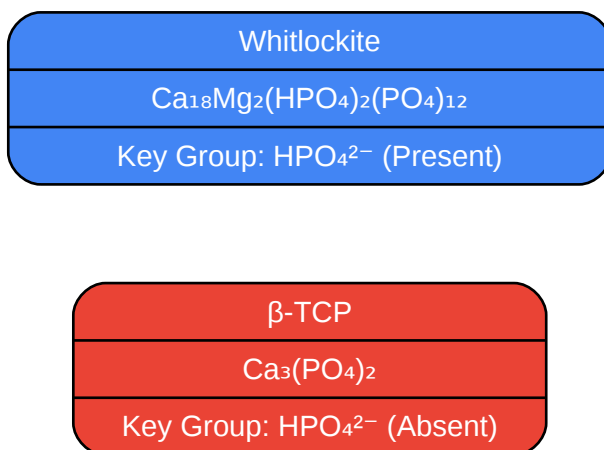 Whitlockite
Ca₁₈Mg₂(HPO₄)₂(PO₄)₁₂
Key Group: HPO₄²⁻ (Present)
β-TCP
Ca₃(PO₄)₂
Key Group: HPO₄²⁻ (Absent)